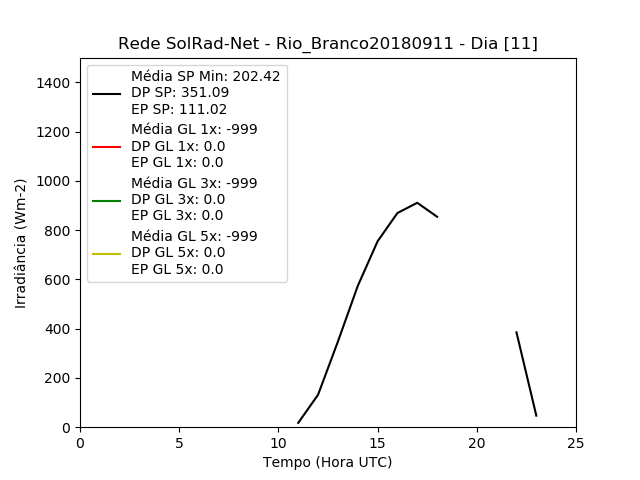 Rede SolRad-Net - Rio_Branco20180911 - Dia [11]
Média SP Min: 202.42
DP SP: 351.09
EP SP: 111.02
Média GL 1x: -999
DP GL 1x: 0.0
EP GL 1x: 0.0
Média GL 3x: -999
DP GL 3x: 0.0
EP GL 3x: 0.0
Média GL 5x: -999
DP GL 5x: 0.0
EP GL 5x: 0.0
Irradiância (Wm-2)
1400
1200
1000
800
600
400
200
0
0 5 10 15 20 25
Tempo (Hora UTC)